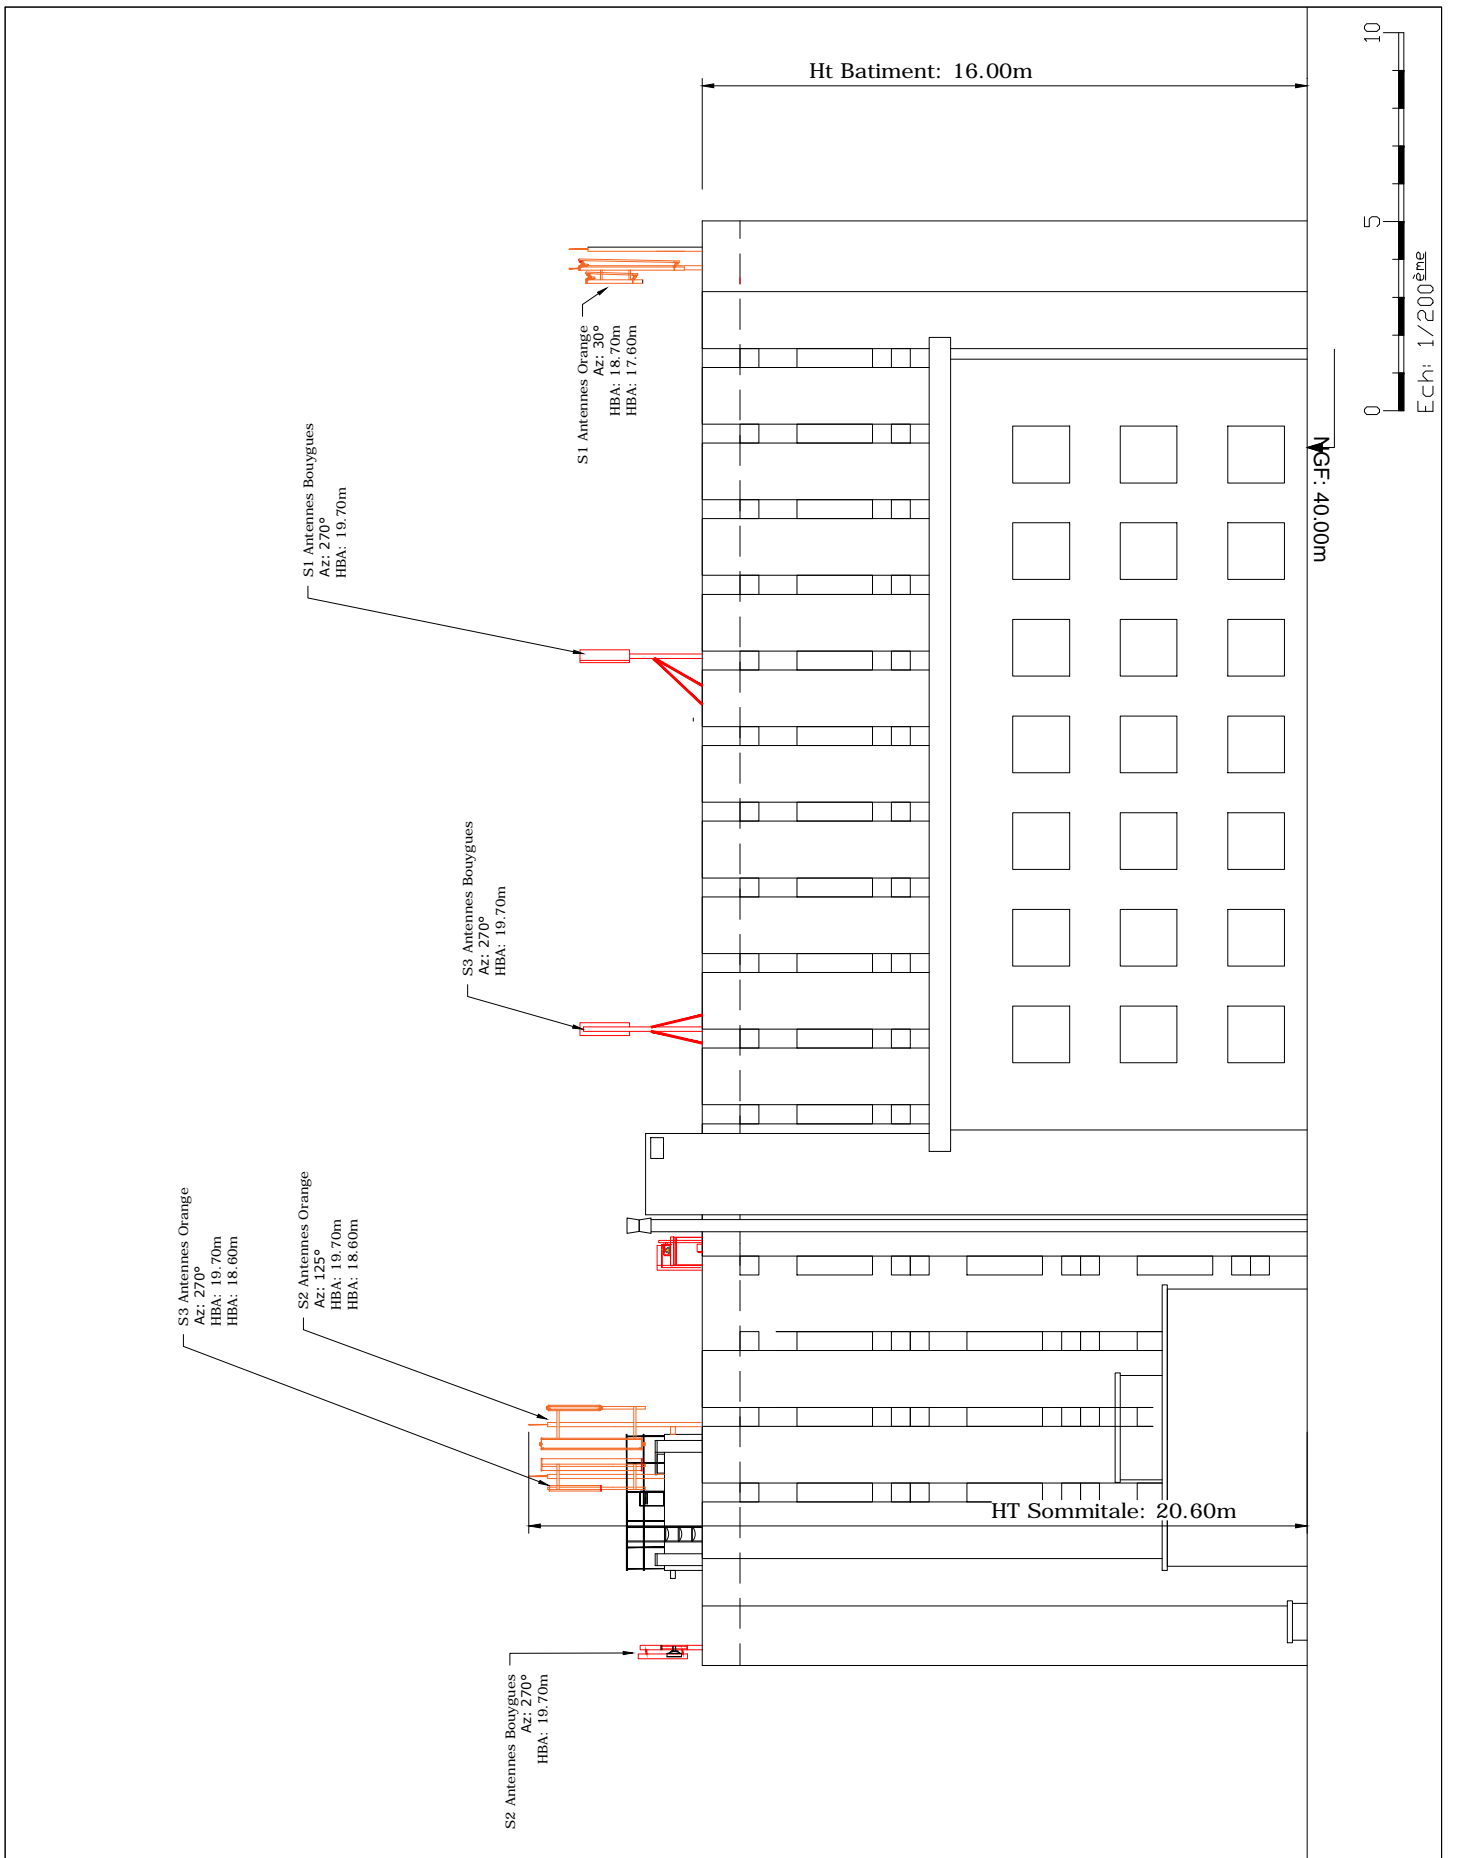 Ht Batiment: 16.00m
10
5
0
Ech: 1/200ème
NGF: 40.00m
S1 Antennes Orange
Az: 30°
HBA: 18.70m
HBA: 17.60m
S1 Antennes Bouygues
Az: 270°
HBA: 19.70m
S3 Antennes Bouygues
Az: 270°
HBA: 19.70m
S2 Antennes Orange
Az: 125°
HBA: 19.70m
HBA: 18.60m
S3 Antennes Orange
Az: 270°
HBA: 19.70m
HBA: 18.60m
HT Sommitale: 20.60m
S2 Antennes Bouygues
Az: 270°
HBA: 19.70m